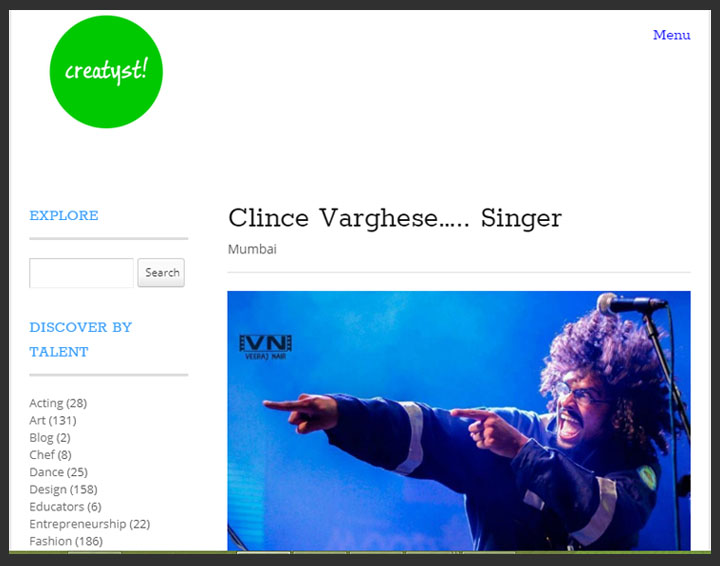 creatyst!
Menu
EXPLORE
Search
DISCOVER BY
TALENT
Acting (28)
Art (131)
Blog (2)
Chef (8)
Dance (25)
Design (158)
Educators (6)
Entrepreneurship (22)
Fashion (186)
Clince Varghese..... Singer
Mumbai
VN
VEERAJ NAIR